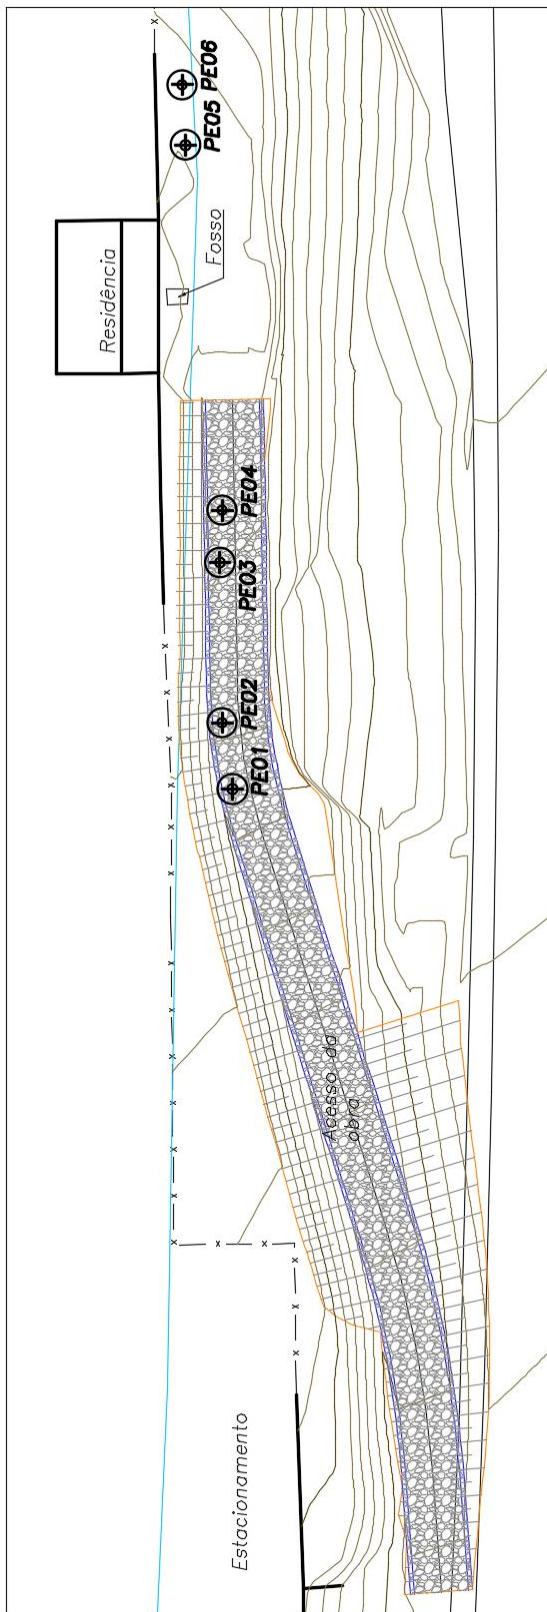 PE06
PE05
Residência
Fosso
PE04
PE03
PE02
PE01
Acesso da
obra
Estacionamento